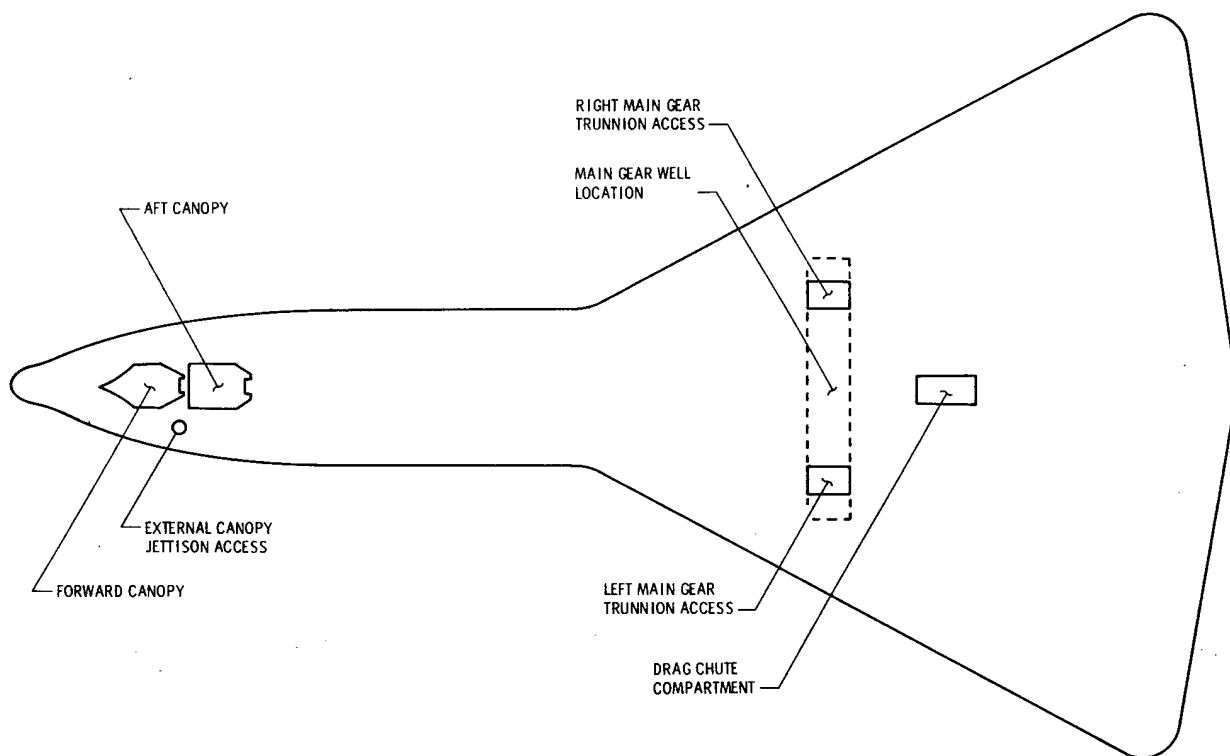 RIGHT MAIN GEAR
TRUNNION ACCESS
MAIN GEAR WELL
LOCATION
AFT CANOPY
EXTERNAL CANOPY
JETTISON ACCESS
FORWARD CANOPY
LEFT MAIN GEAR
TRUNNION ACCESS
DRAG CHUTE
COMPARTMENT